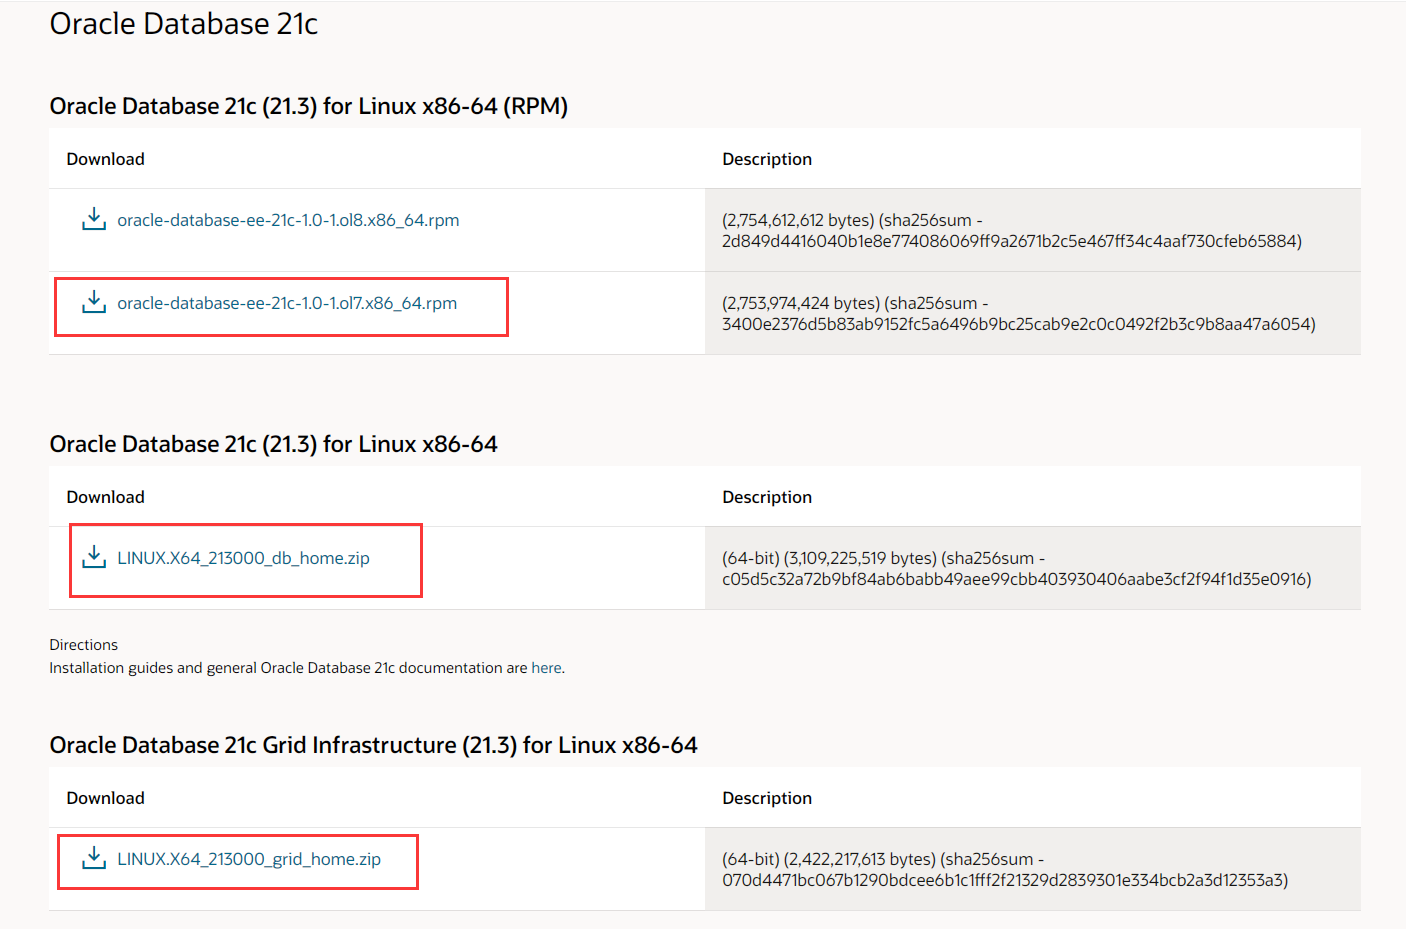 Oracle Database 21c
Oracle Database 21c (21.3) for Linux x86-64 (RPM)
Download
Description
oracle-database-ee-21c-1.0-1.ol8.x86_64.rpm
(2,754,612,612 bytes) (sha256sum -
2d849d4416040b1e8e774086069ff9a2671b2c5e467ff34c4aaf730cfeb65884)
oracle-database-ee-21c-1.0-1.ol7.x86_64.rpm
(2,753,974,424 bytes) (sha256sum -
3400e2376d5b83ab9152fc5a6496b9bc25cab9e2c0c0492f2b3c9b8aa47a6054)
Oracle Database 21c (21.3) for Linux x86-64
Download
Description
LINUX.X64_213000_db_home.zip
(64-bit) (3,109,225,519 bytes) (sha256sum -
c05d5c32a72b9bf84ab6babb49aee99cbb403930406aabe3cf2f94f1d35e0916)
Directions
Installation guides and general Oracle Database 21c documentation are here.
Oracle Database 21c Grid Infrastructure (21.3) for Linux x86-64
Download
Description
LINUX.X64_213000_grid_home.zip
(64-bit) (2,422,217,613 bytes) (sha256sum -
070d4471bc067b1290bdcee6b1c1fff2f21329d2839301e334bcb2a3d12353a3)